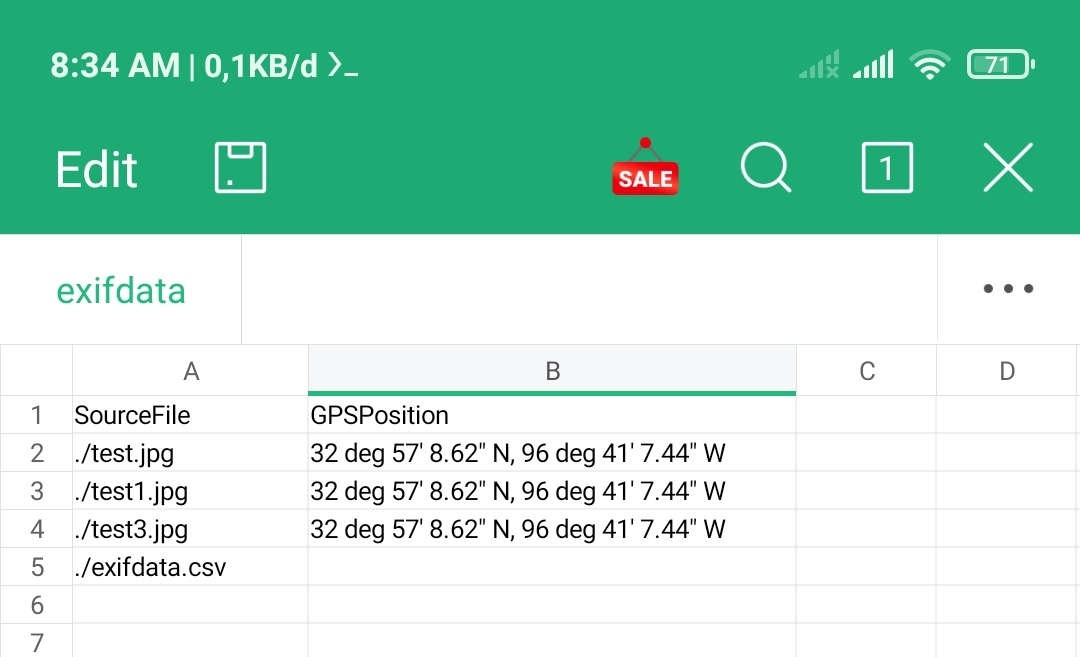 8:34 AM | 0,1KB/d >_ 71
Edit SALE 1
exifdata
A B C D
1 SourceFile GPSPosition
2 ./test.jpg 32 deg 57' 8.62" N, 96 deg 41' 7.44" W
3 ./test1.jpg 32 deg 57' 8.62" N, 96 deg 41' 7.44" W
4 ./test3.jpg 32 deg 57' 8.62" N, 96 deg 41' 7.44" W
5 ./exifdata.csv
6
7